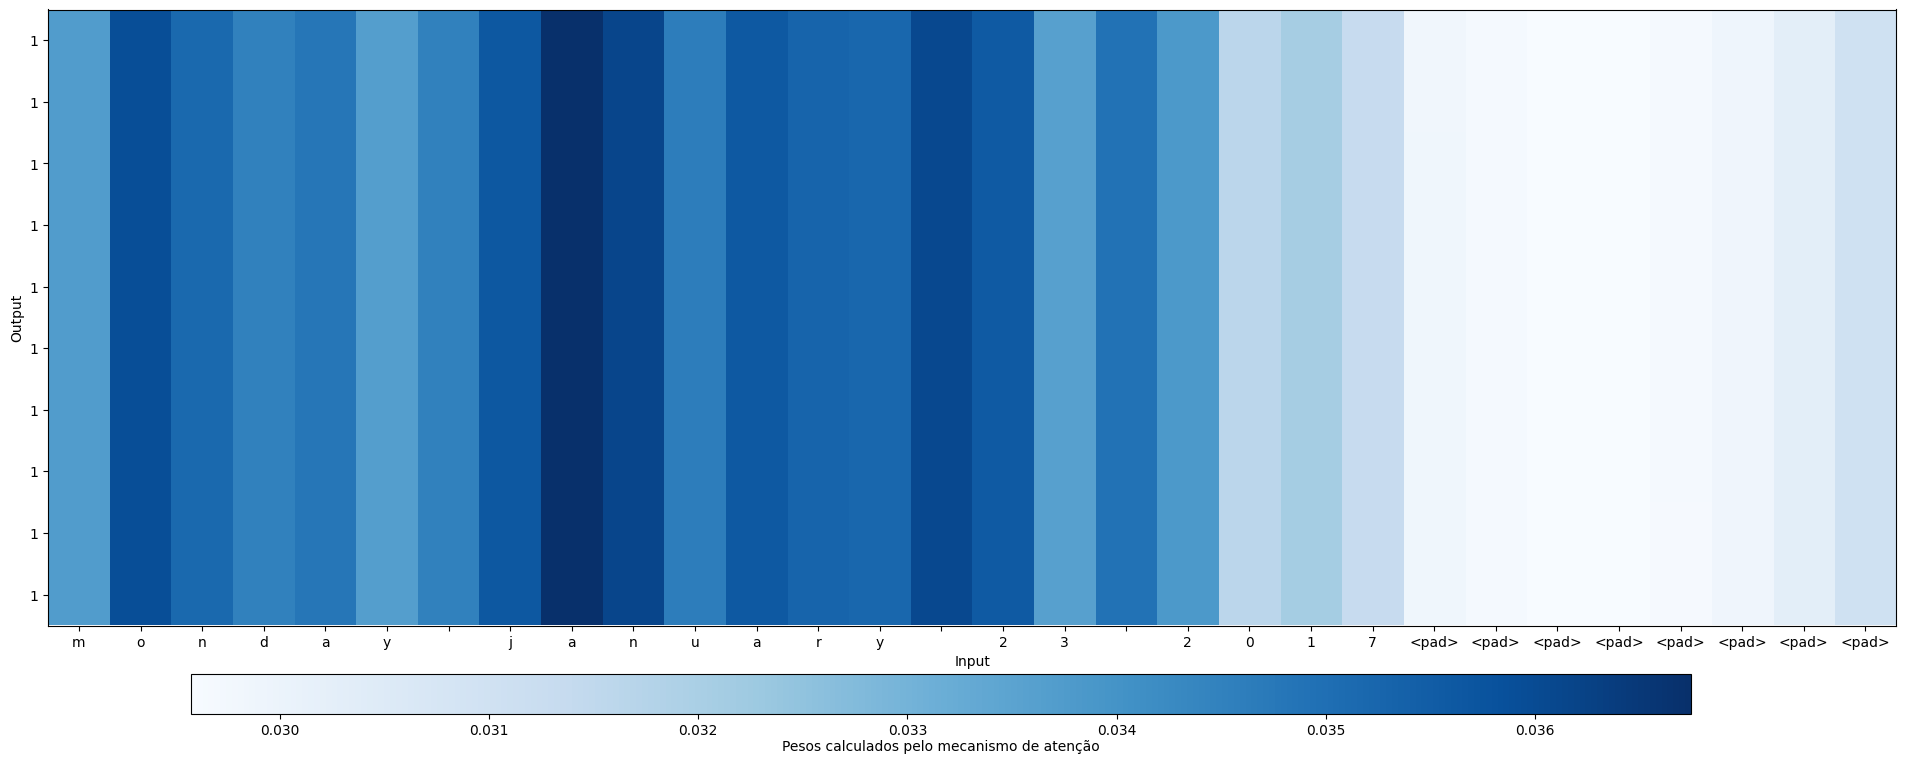 1
1
1
1
1
1
1
1
1
1
Output
m o n d a y j a n u a r y 2 3 2 0 1 7 <pad> <pad> <pad> <pad> <pad> <pad> <pad> <pad>
Input
0.030 0.031 0.032 0.033 0.034 0.035 0.036
Pesos calculados pelo mecanismo de atenção